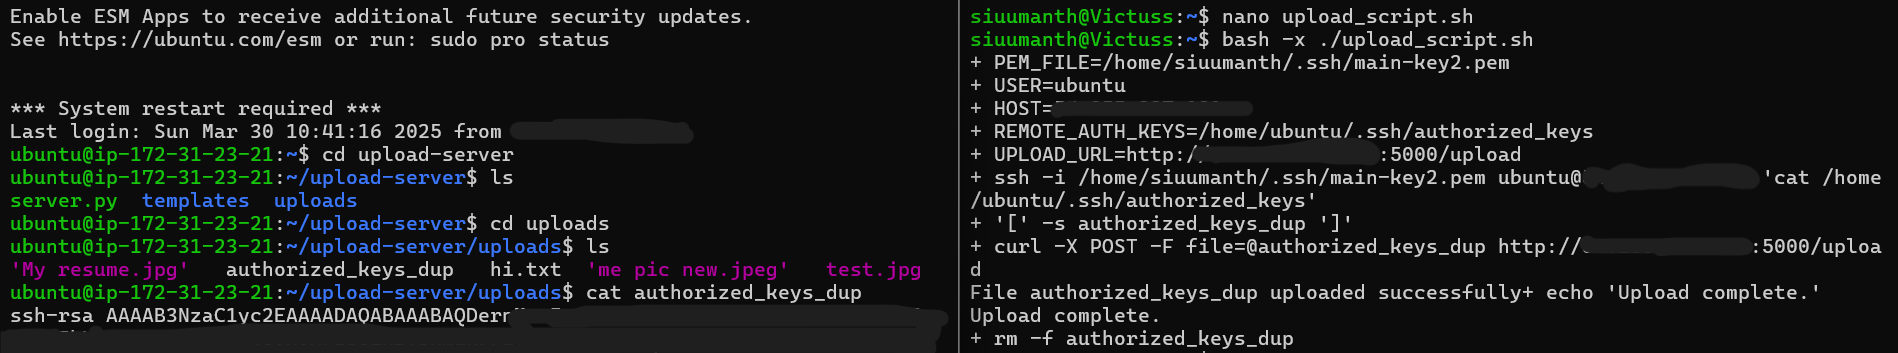 Enable ESM Apps to receive additional future security updates.
See https://ubuntu.com/esm or run: sudo pro status
*** System restart required ***
Last login: Sun Mar 30 10:41:16 2025 from
ubuntu@ip-172-31-23-21:~$ cd upload-server
ubuntu@ip-172-31-23-21:~/upload-server$ ls
server.py  templates  uploads
ubuntu@ip-172-31-23-21:~/upload-server$ cd uploads
ubuntu@ip-172-31-23-21:~/upload-server/uploads$ ls
'My resume.jpg'   authorized_keys_dup   hi.txt  'me pic new.jpeg'   test.jpg
ubuntu@ip-172-31-23-21:~/upload-server/uploads$ cat authorized_keys_dup
ssh-rsa AAAAB3NzaC1yc2EAAAADAQABAAABAQDern
siuumanth@Victuss:~$ nano upload_script.sh
siuumanth@Victuss:~$ bash -x ./upload_script.sh
+ PEM_FILE=/home/siuumanth/.ssh/main-key2.pem
+ USER=ubuntu
+ HOST=
+ REMOTE_AUTH_KEYS=/home/ubuntu/.ssh/authorized_keys
+ UPLOAD_URL=http:/ :5000/upload
+ ssh -i /home/siuumanth/.ssh/main-key2.pem ubuntu@ 'cat /home
/ubuntu/.ssh/authorized_keys'
+ '[' -s authorized_keys_dup ']'
+ curl -X POST -F file=@authorized_keys_dup http:// :5000/uploa
d
File authorized_keys_dup uploaded successfully+ echo 'Upload complete.'
Upload complete.
+ rm -f authorized_keys_dup